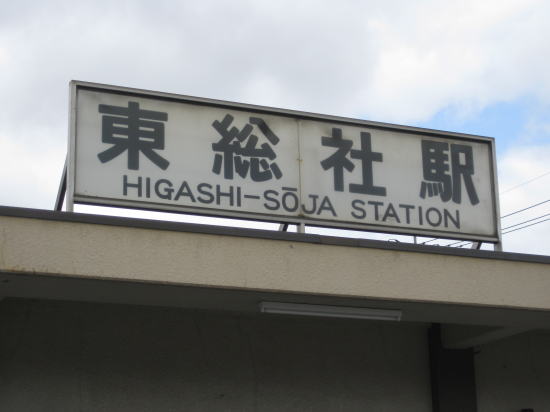 東総社駅
HIGASHI-SŌJA STATION